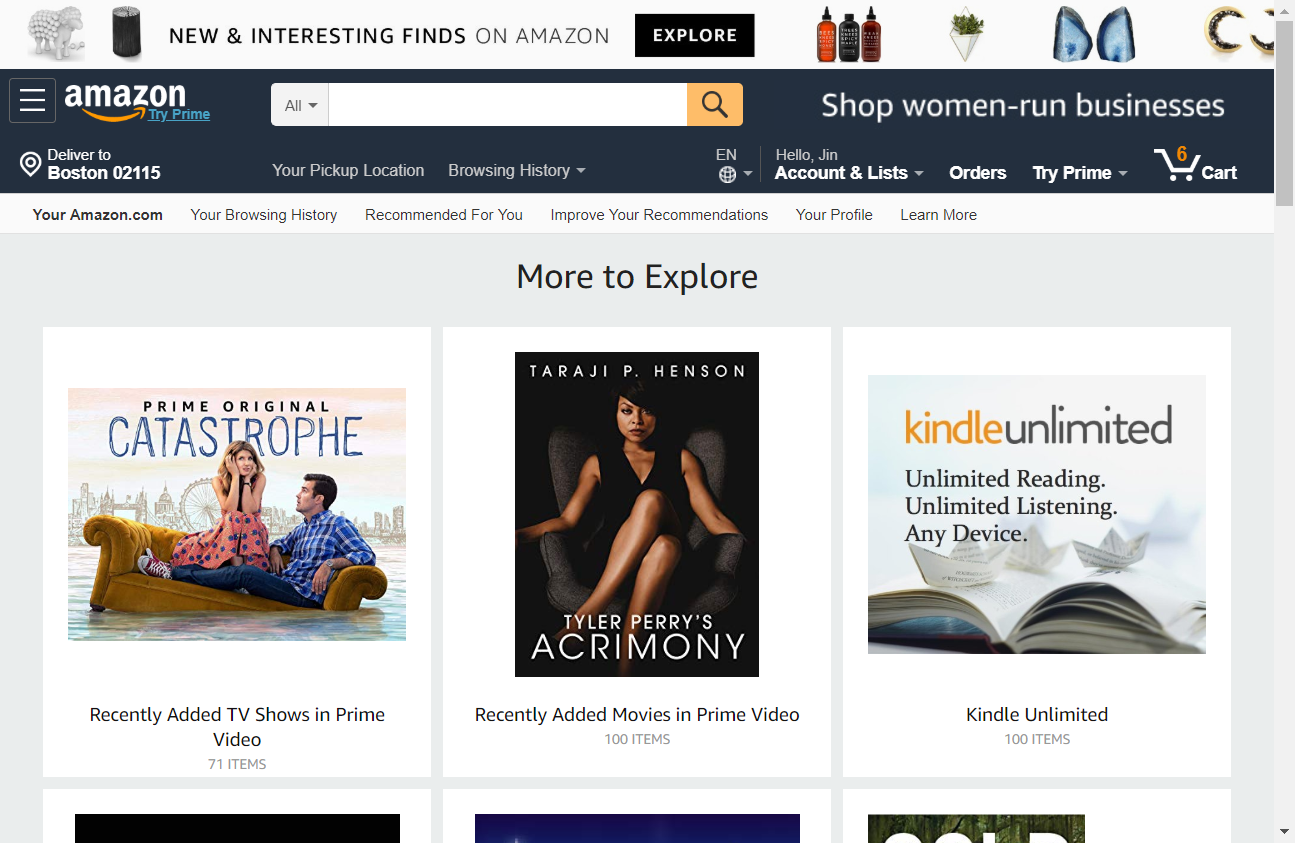 NEW & INTERESTING FINDS ON AMAZON
EXPLORE
amazon
Try Prime
All
Shop women-run businesses
Deliver to
Boston 02115
Your Pickup Location
Browsing History
EN
Hello, Jin
Account & Lists
Orders
Try Prime
6
Cart
Your Amazon.com
Your Browsing History
Recommended For You
Improve Your Recommendations
Your Profile
Learn More
More to Explore
PRIME ORIGINAL
CATASTROPHE
Recently Added TV Shows in Prime
Video
71 ITEMS
TARAJI P. HENSON
TYLER PERRY'S
ACRIMONY
Recently Added Movies in Prime Video
100 ITEMS
kindleunlimited
Unlimited Reading.
Unlimited Listening.
Any Device.
Kindle Unlimited
100 ITEMS